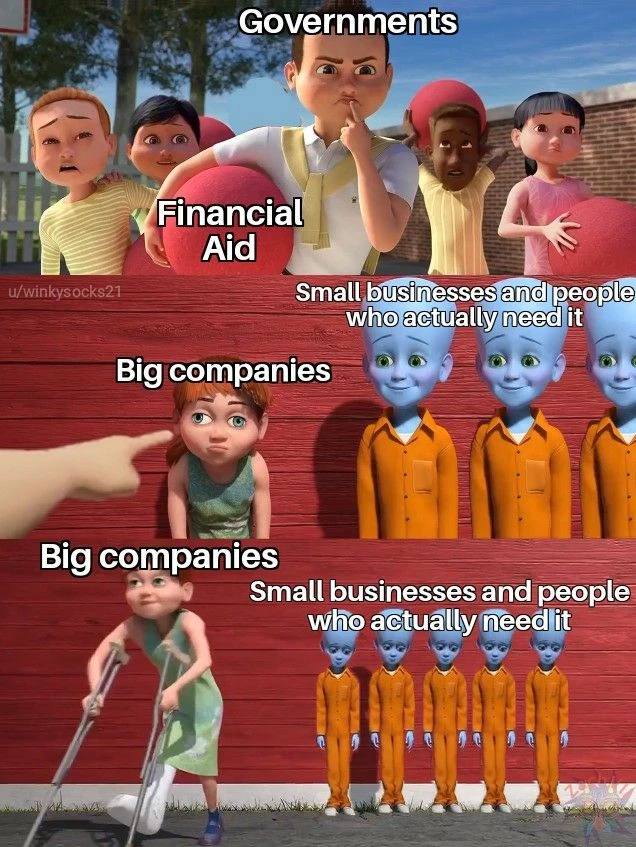 Governments
Financial
Aid
u/winkysocks21
Small businesses and people
who actually need it
Big companies
Big companies
Small businesses and people
who actually need it